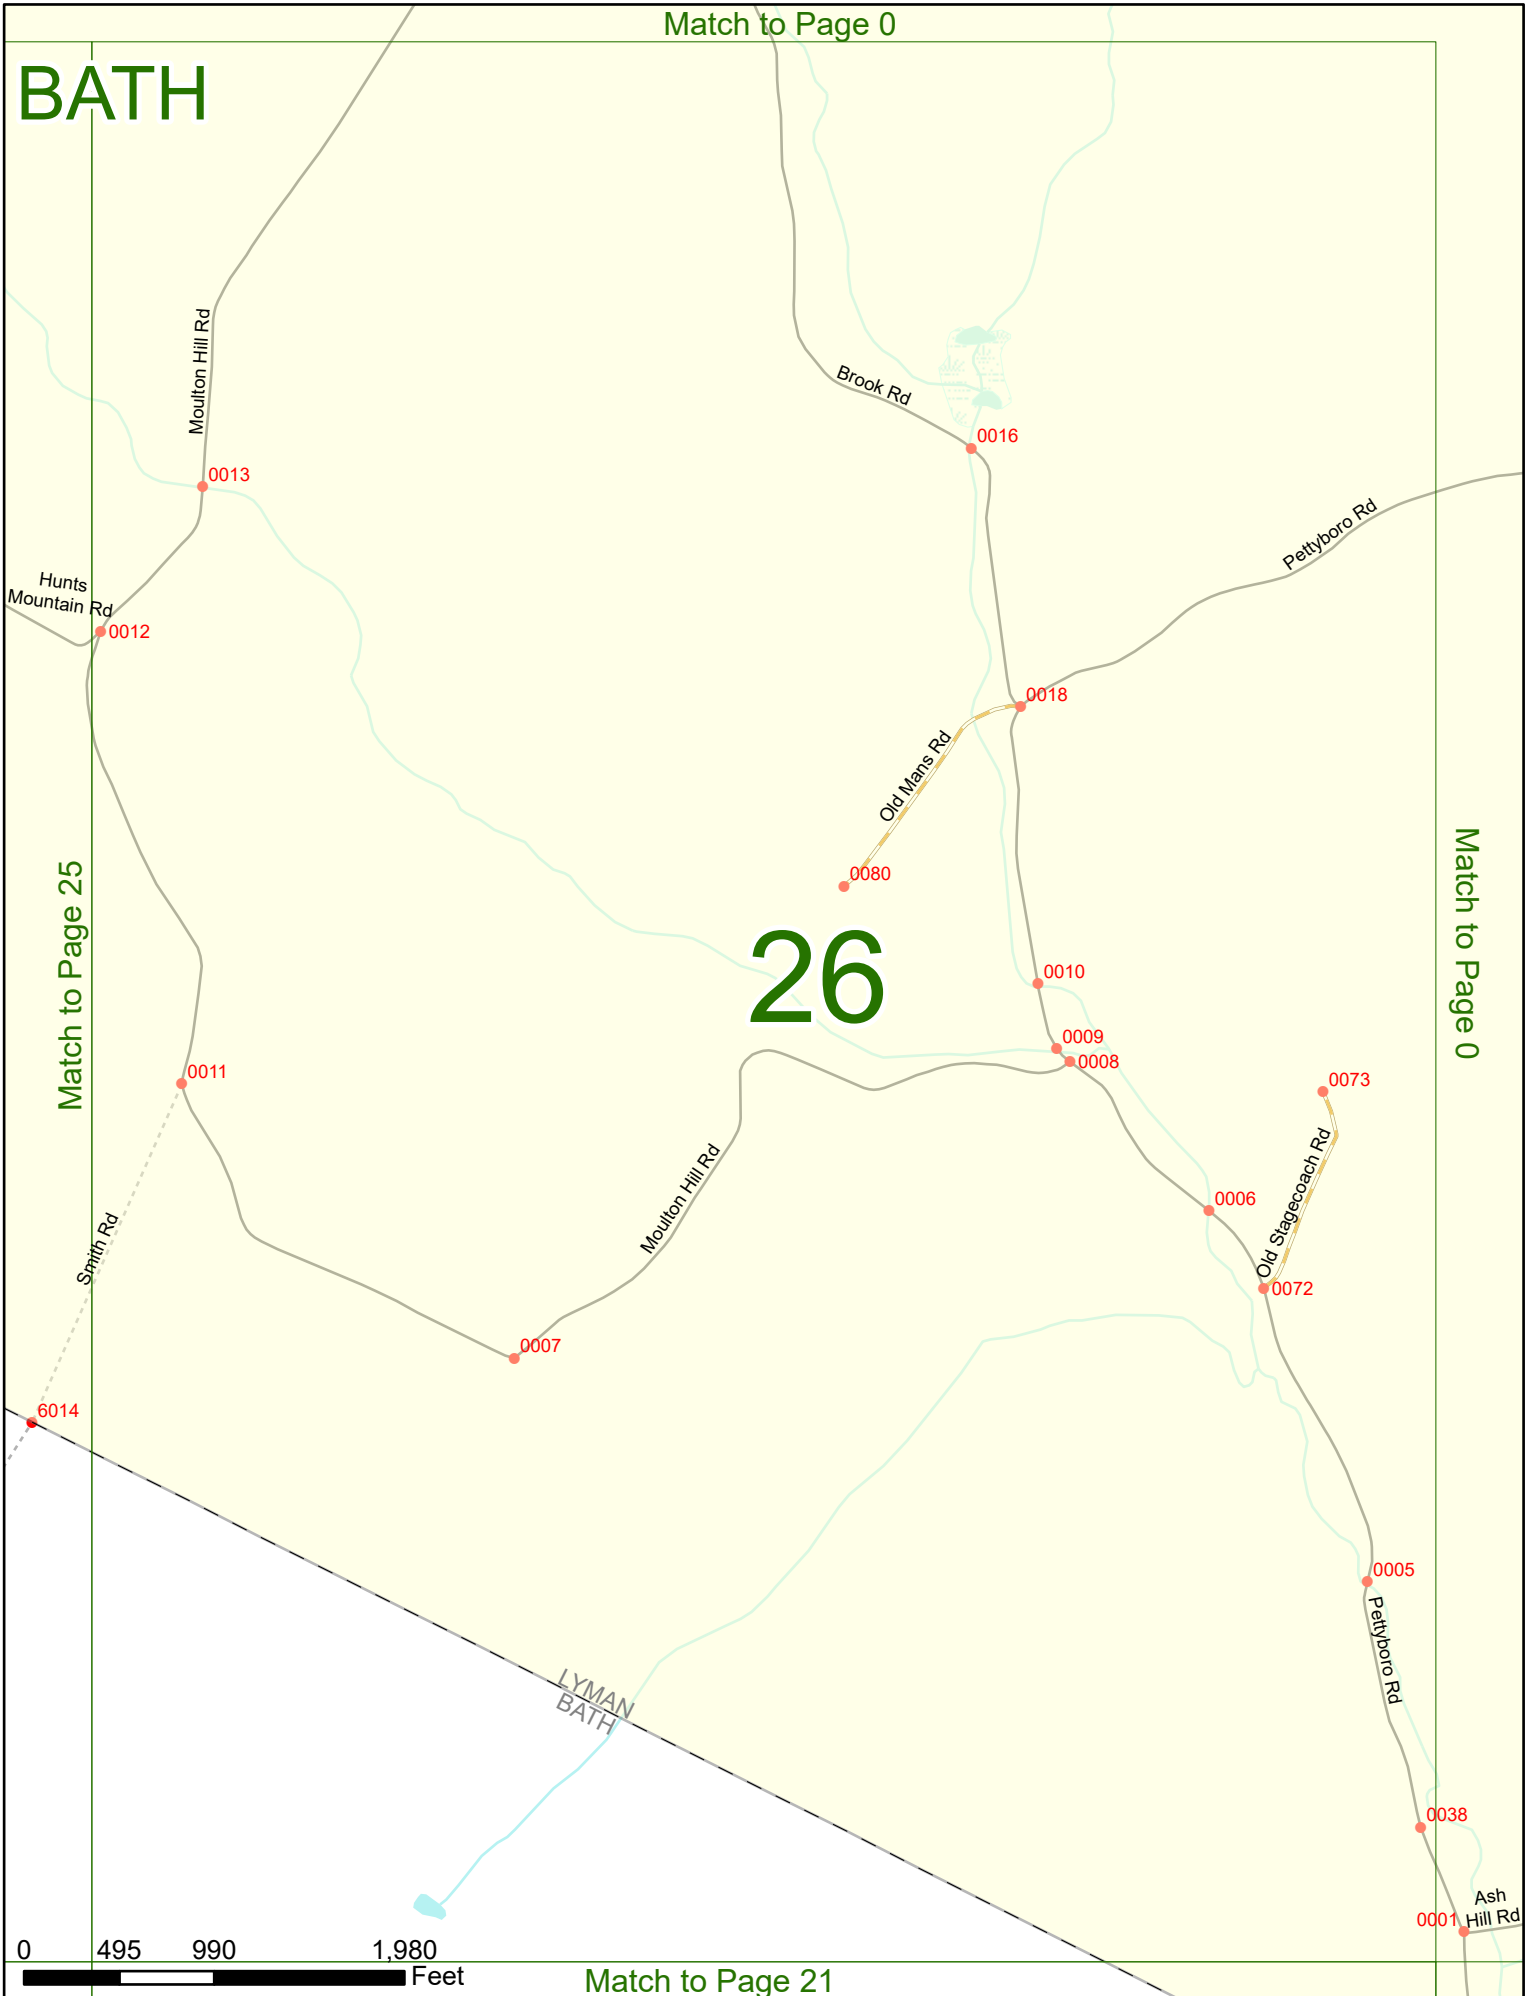 Match to Page 0
BATH
Moulton Hill Rd
Brook Rd
0016
0013
Pettyboro Rd
Hunts
Mountain Rd
0012
0018
Old Mans Rd
0080
Match to Page 25
Match to Page 0
26
0010
0009
0008
0011
0073
Moulton Hill Rd
Old Stagecoach Rd
0006
Smith Rd
0072
0007
6014
0005
Pettyboro Rd
LYMAN
BATH
0038
Ash
Hill Rd
0001
0 495 990 1,980
Feet
Match to Page 21